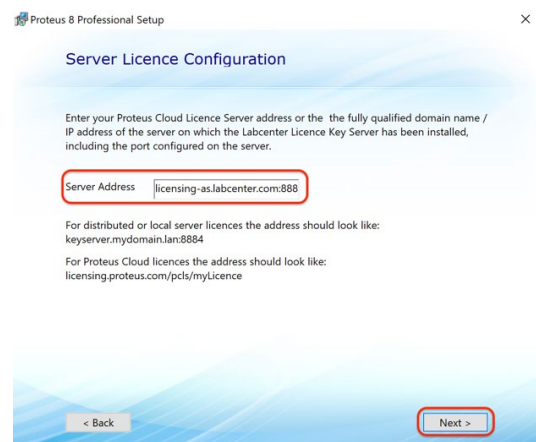 Proteus 8 Professional Setup
Server Licence Configuration
Enter your Proteus Cloud Licence Server address or the the fully qualified domain name /
IP address of the server on which the Labcenter Licence Key Server has been installed,
including the port configured on the server.
Server Address licensing-as.labcenter.com:888
For distributed or local server licences the address should look like:
keyserver.mydomain.lan:8884
For Proteus Cloud licences the address should look like:
licensing.proteus.com/pcls/myLicence
< Back Next >